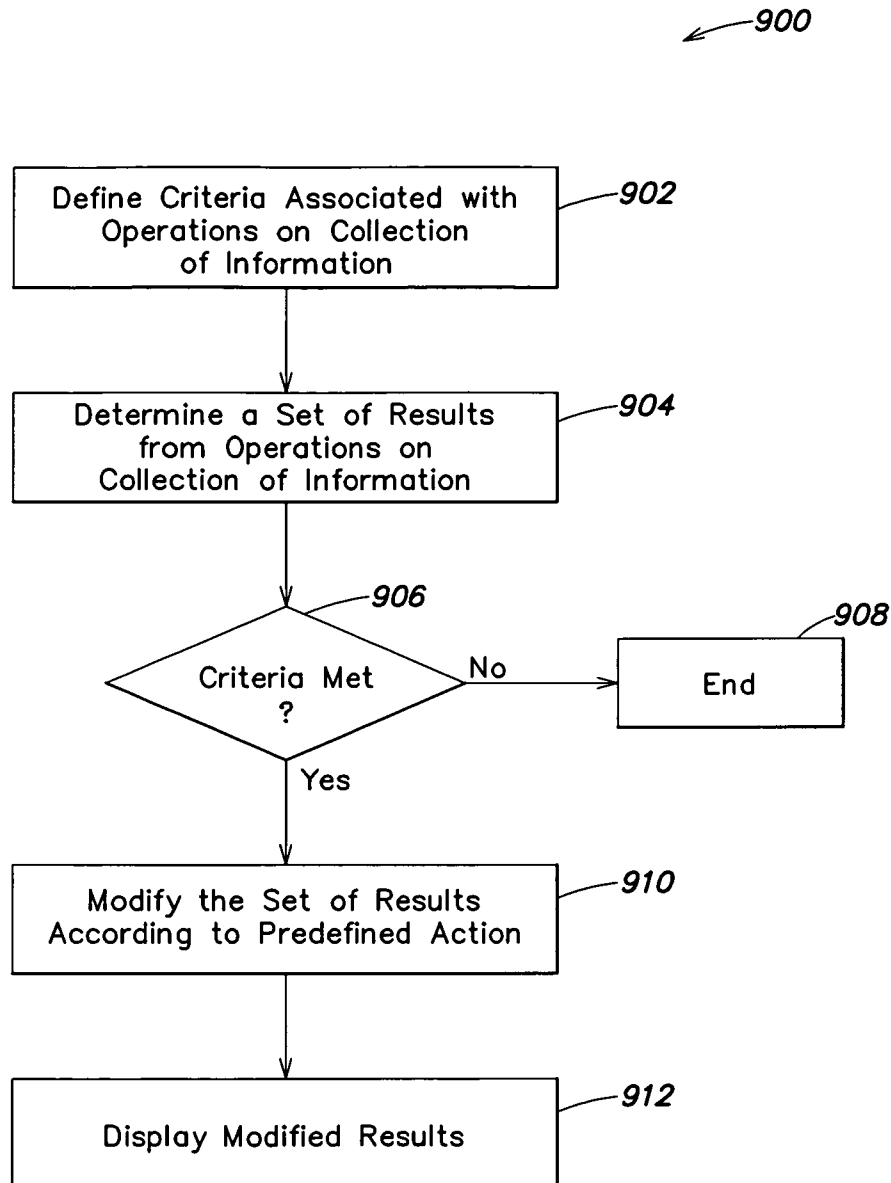 900
Define Criteria Associated with
Operations on Collection
of Information
902
Determine a Set of Results
from Operations on
Collection of Information
904
906
Criteria Met
?
No
908
End
Yes
Modify the Set of Results
According to Predefined Action
910
Display Modified Results
912